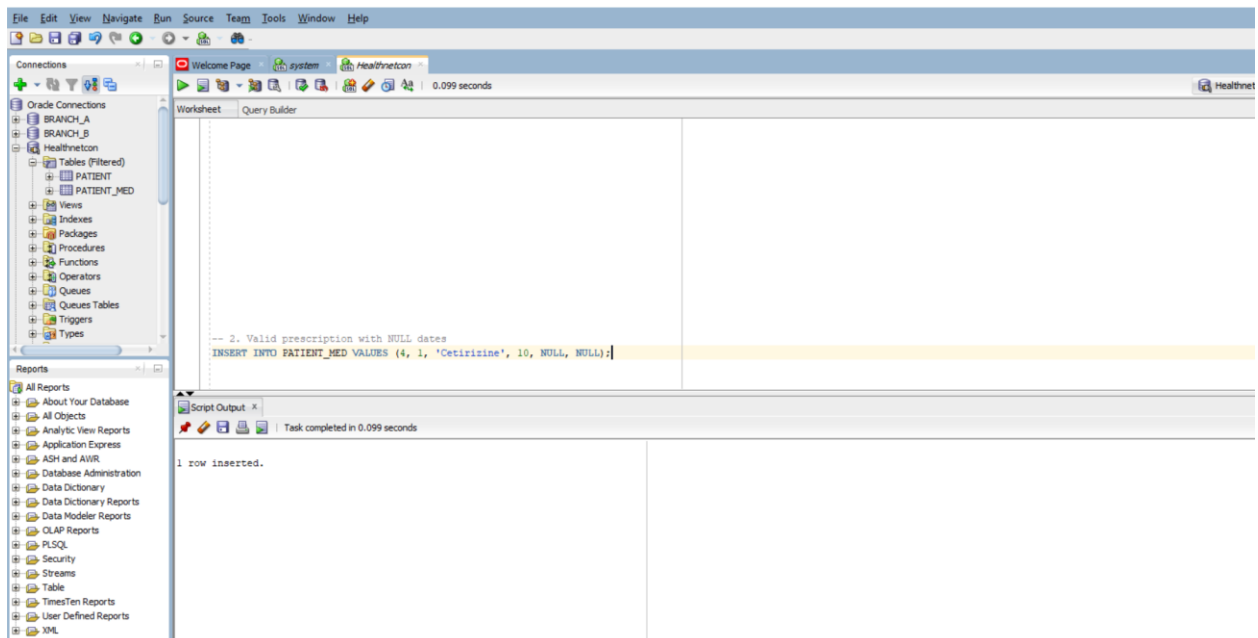 File Edit View Navigate Run Source Team Tools Window Help
Connections
Oracle Connections
BRANCH_A
BRANCH_B
Healthnetcon
Tables (Filtered)
PATIENT
PATIENT_MED
Views
Indexes
Packages
Procedures
Functions
Operators
Queues
Queues Tables
Triggers
Types
Reports
All Reports
About Your Database
All Objects
Analytic View Reports
Application Express
ASH and AWR
Database Administration
Data Dictionary
Data Dictionary Reports
Data Modeler Reports
OLAP Reports
PLSQL
Security
Streams
Table
TimesTen Reports
User Defined Reports
XML
Welcome Page system Healthnetcon
0.099 seconds
Healthnet
Worksheet Query Builder
-- 2. Valid prescription with NULL dates
INSERT INTO PATIENT_MED VALUES (4, 1, 'Cetirizine', 10, NULL, NULL);
Script Output x
Task completed in 0.099 seconds
1 row inserted.